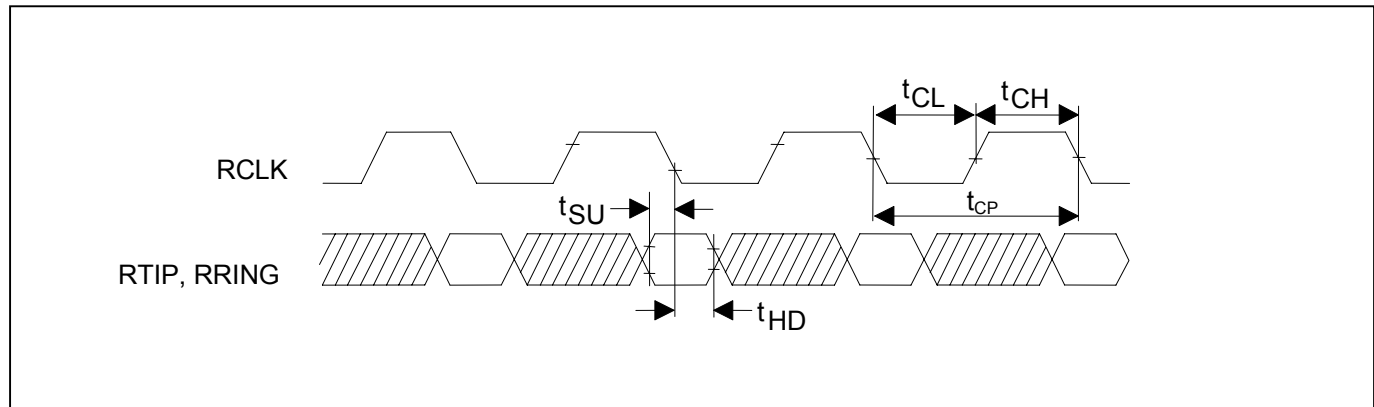 tCL
tCH
RCLK
tSU
tCP
RTIP, RRING
tHD